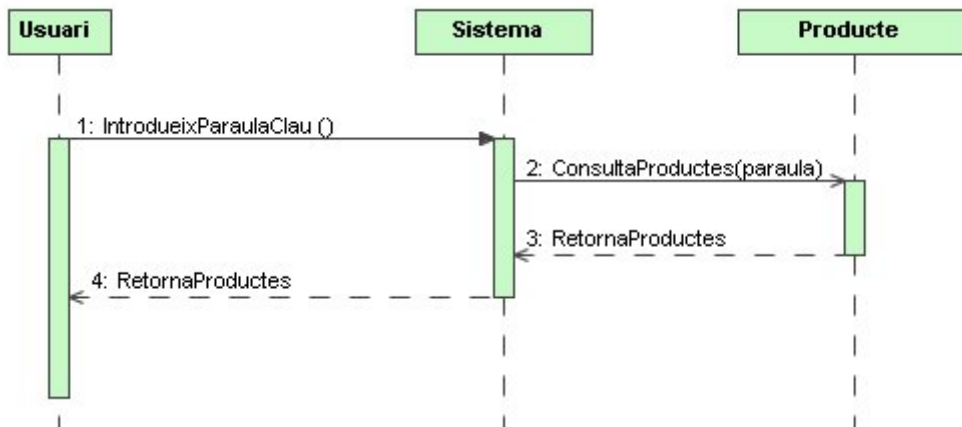 Usuari
Sistema
Producte
1: IntrodueixParaulaClau ()
2: ConsultaProductes(paraula)
3: RetornaProductes
4: RetornaProductes